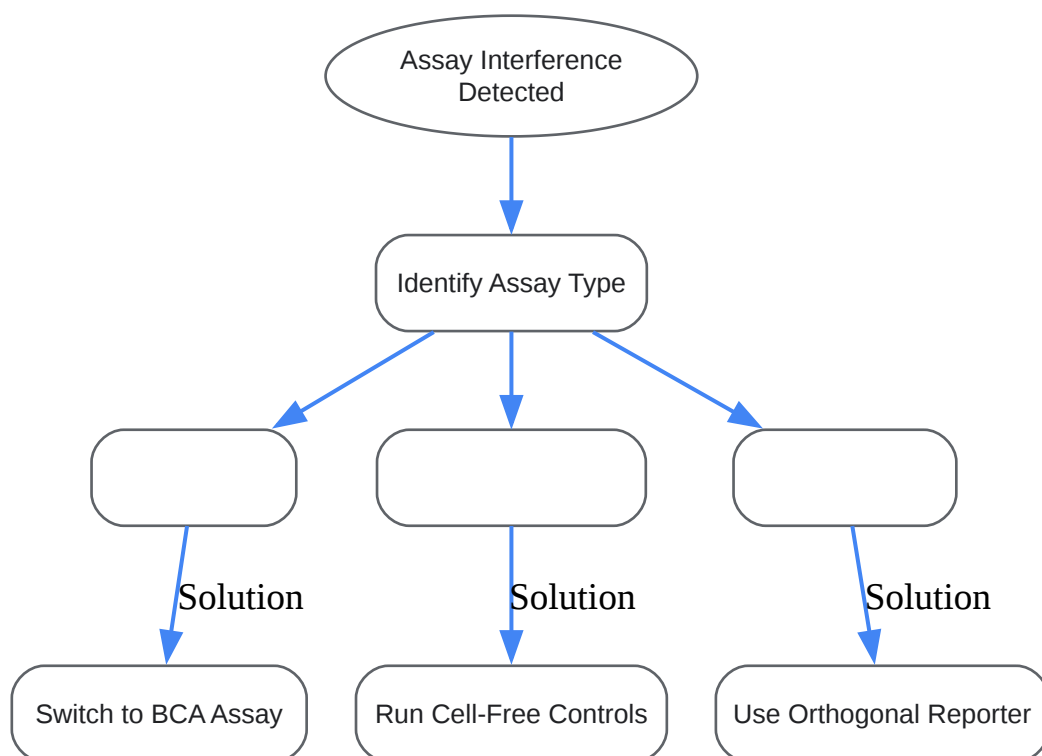 Assay Interference
Detected
Identify Assay Type
Solution
Solution
Solution
Switch to BCA Assay
Run Cell-Free Controls
Use Orthogonal Reporter